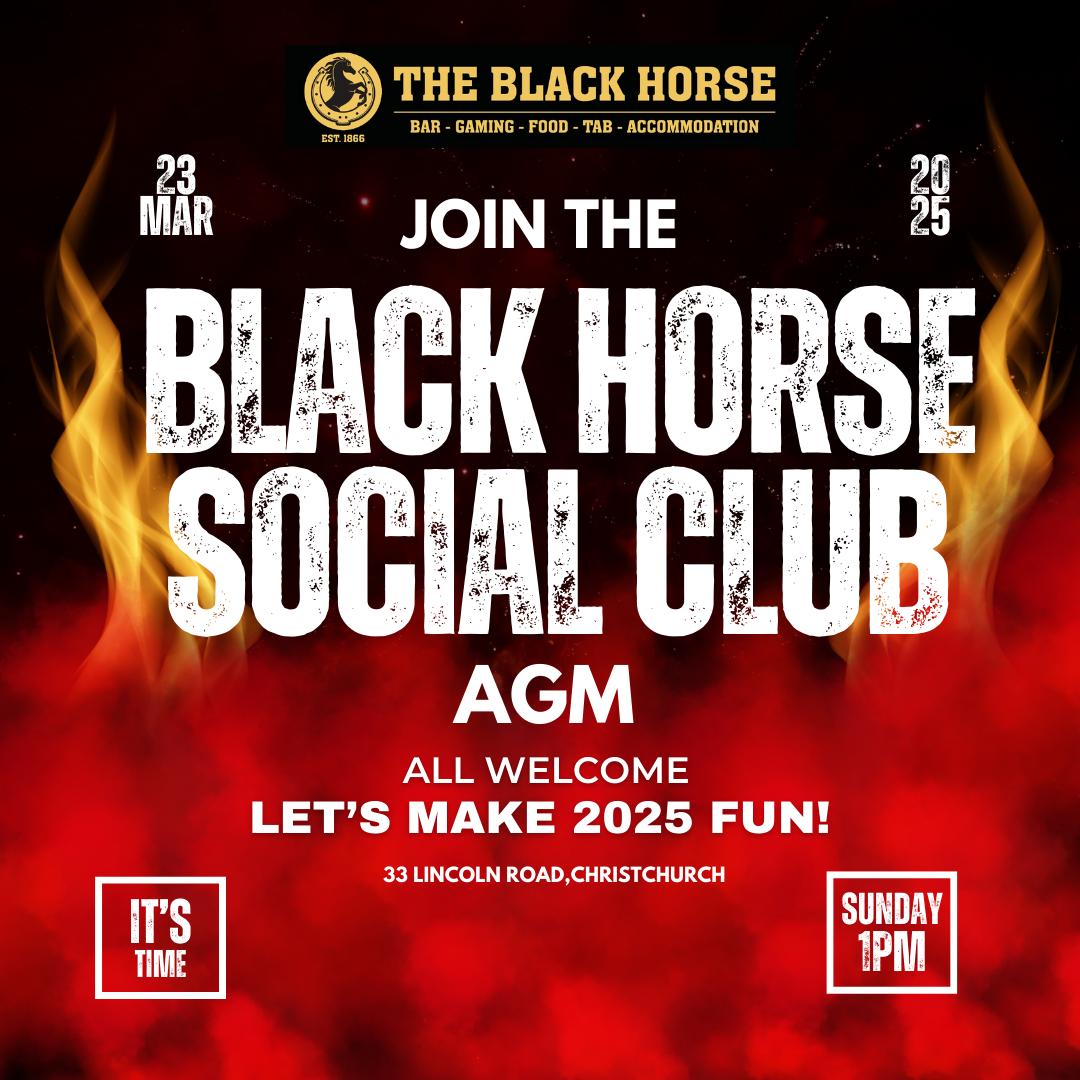 THE BLACK HORSE
BAR - GAMING - FOOD - TAB - ACCOMMODATION
EST. 1866
23
MAR
20
25
JOIN THE
BLACK HORSE
SOCIAL CLUB
AGM
ALL WELCOME
LET'S MAKE 2025 FUN!
33 LINCOLN ROAD,CHRISTCHURCH
IT'S
TIME
SUNDAY
1PM